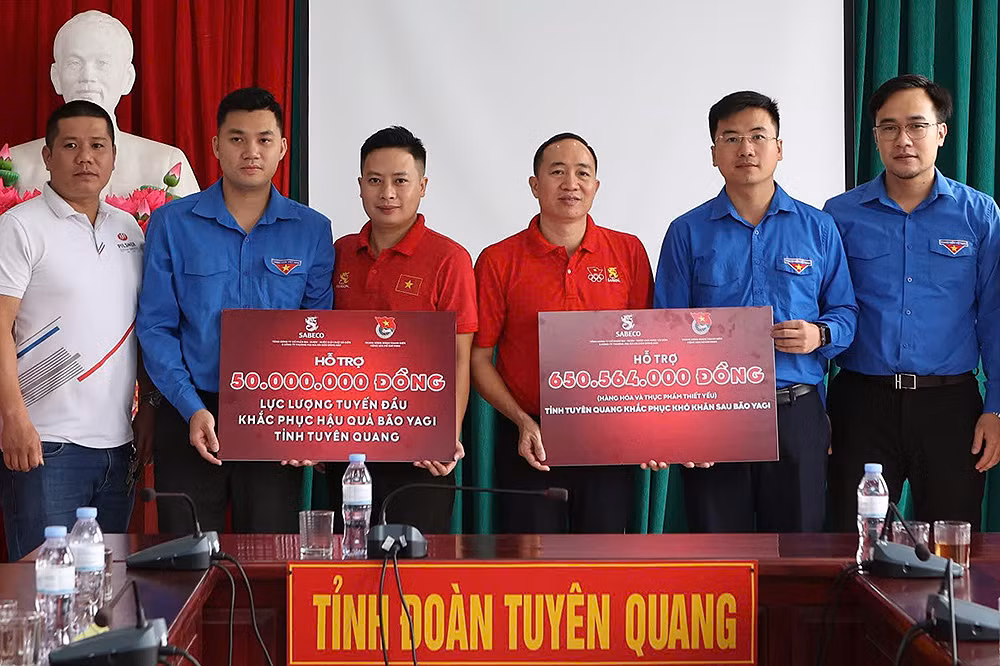 PILSNER
SABECO
HỖ TRỢ
50.000.000 ĐỒNG
LỰC LƯỢNG TUYẾN ĐẦU
KHẮC PHỤC HẬU QUẢ BÃO YAGI
TỈNH TUYÊN QUANG
SABECO
HỖ TRỢ
650.564.000 ĐỒNG
(HÀNG HÓA VÀ THỰC PHẨM THIẾT YẾU)
TỈNH TUYÊN QUANG KHẮC PHỤC KHÓ KHĂN SAU BÃO YAGI
TỈNH ĐOÀN TUYÊN QUANG